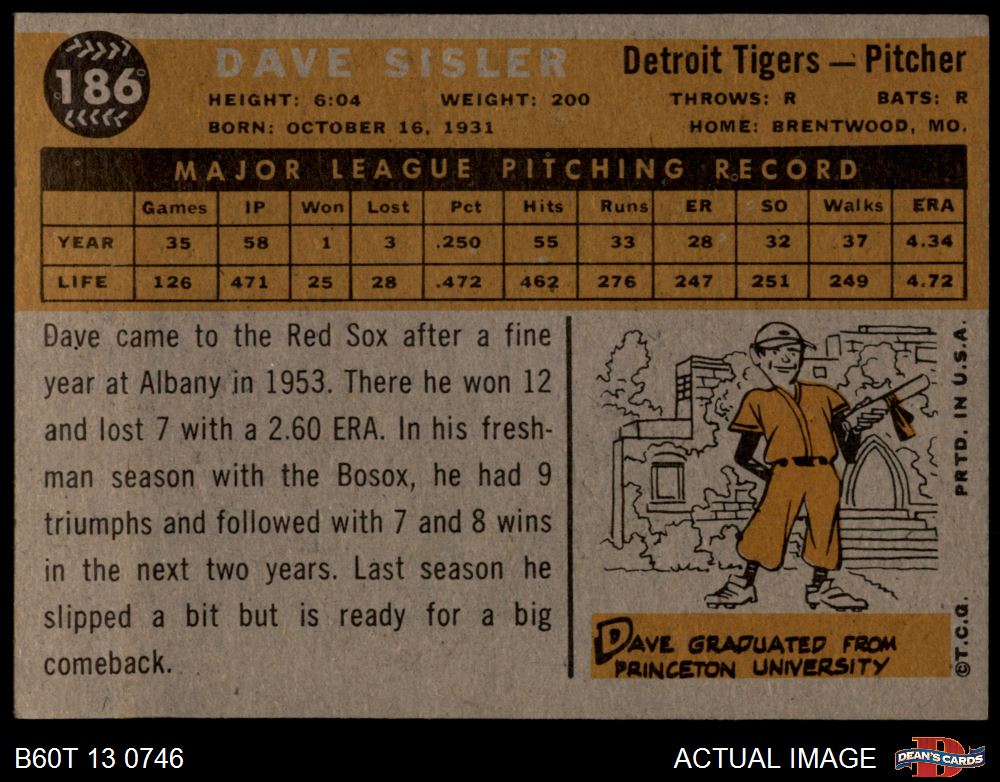 186
DAVE SISLER
Detroit Tigers — Pitcher
HEIGHT: 6:04 WEIGHT: 200 THROWS: R BATS: R
BORN: OCTOBER 16, 1931 HOME: BRENTWOOD, MO.
MAJOR LEAGUE PITCHING RECORD
Games IP Won Lost Pct Hits Runs ER SO Walks ERA
YEAR 35 58 1 3 .250 55 33 28 32 37 4.34
LIFE 126 471 25 28 .472 462 276 247 251 249 4.72
Dave came to the Red Sox after a fine
year at Albany in 1953. There he won 12
and lost 7 with a 2.60 ERA. In his fresh-
man season with the Bosox, he had 9
triumphs and followed with 7 and 8 wins
in the next two years. Last season he
slipped a bit but is ready for a big
comeback.
DAVE GRADUATED FROM
PRINCETON UNIVERSITY
©T.C.G. PRTD. IN U.S.A.
B60T 13 0746
ACTUAL IMAGE
D
DEAN'S CARDS